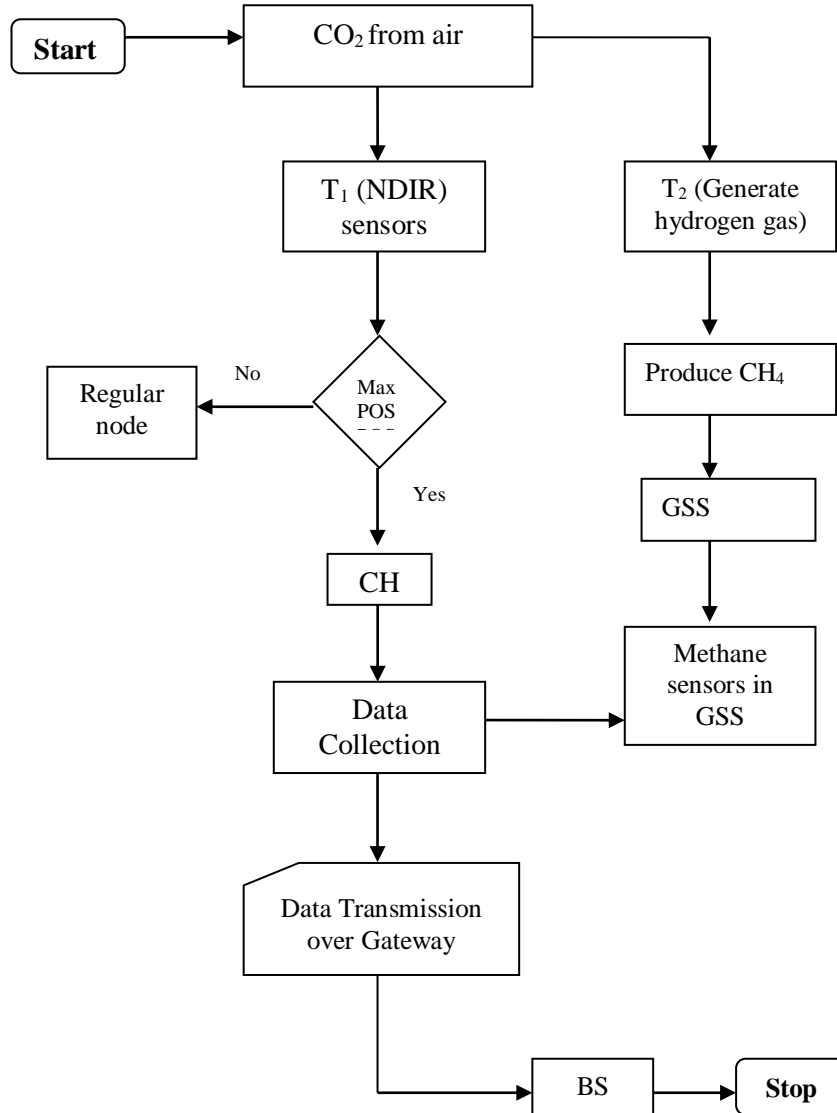 Start
CO₂ from air
T₁ (NDIR)
sensors
T₂ (Generate
hydrogen gas)
No
Regular
node
Max
POS
Produce CH₄
Yes
GSS
CH
Methane
sensors in
GSS
Data
Collection
Data Transmission
over Gateway
BS
Stop